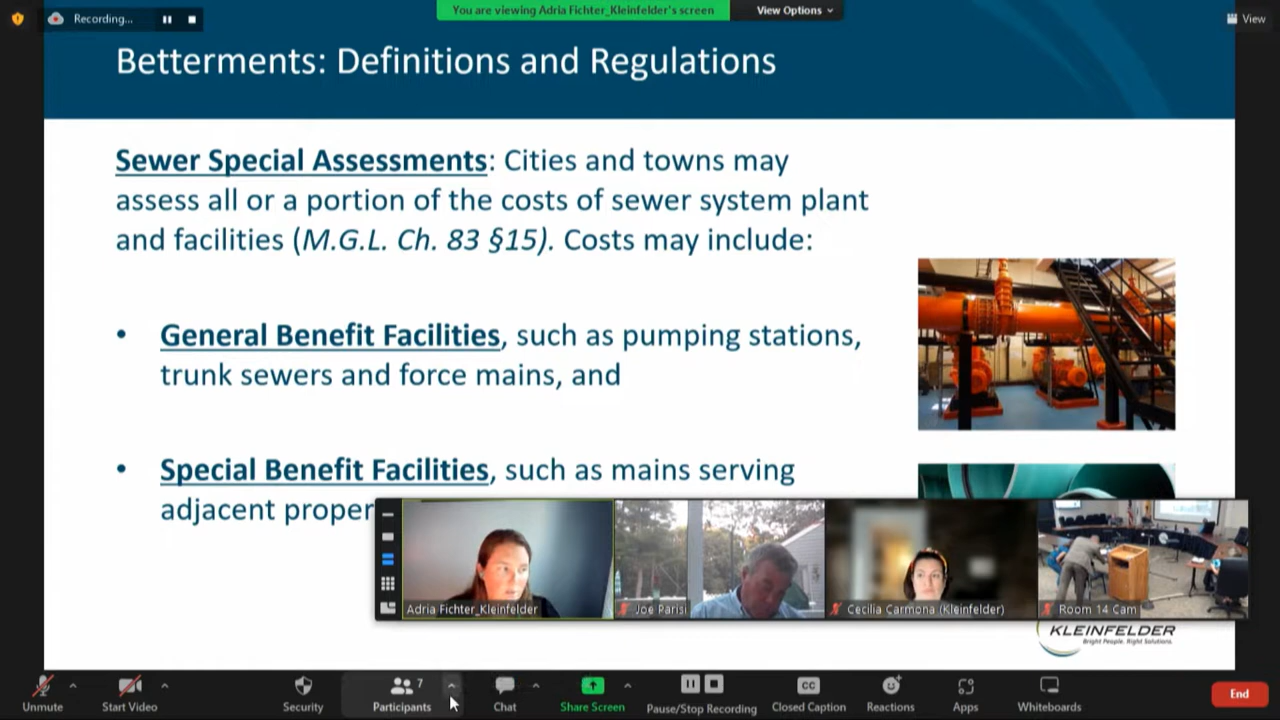 Recording...
You are viewing Adria Fichter_Kleinfelder's screen
View Options
View
Betterments: Definitions and Regulations
Sewer Special Assessments: Cities and towns may
assess all or a portion of the costs of sewer system plant
and facilities (M.G.L. Ch. 83 §15). Costs may include:
• General Benefit Facilities, such as pumping stations,
trunk sewers and force mains, and
• Special Benefit Facilities, such as mains serving
adjacent proper
Adria Fichter_Kleinfelder
Joe Parisi
Cecilia Carmona (Kleinfelder)
Room 14 Cam
KLEINFELDER
Bright People. Right Solutions.
Unmute
Start Video
Security
Participants
7
Chat
Share Screen
Pause/Stop Recording
CC
Closed Caption
Reactions
Apps
Whiteboards
End